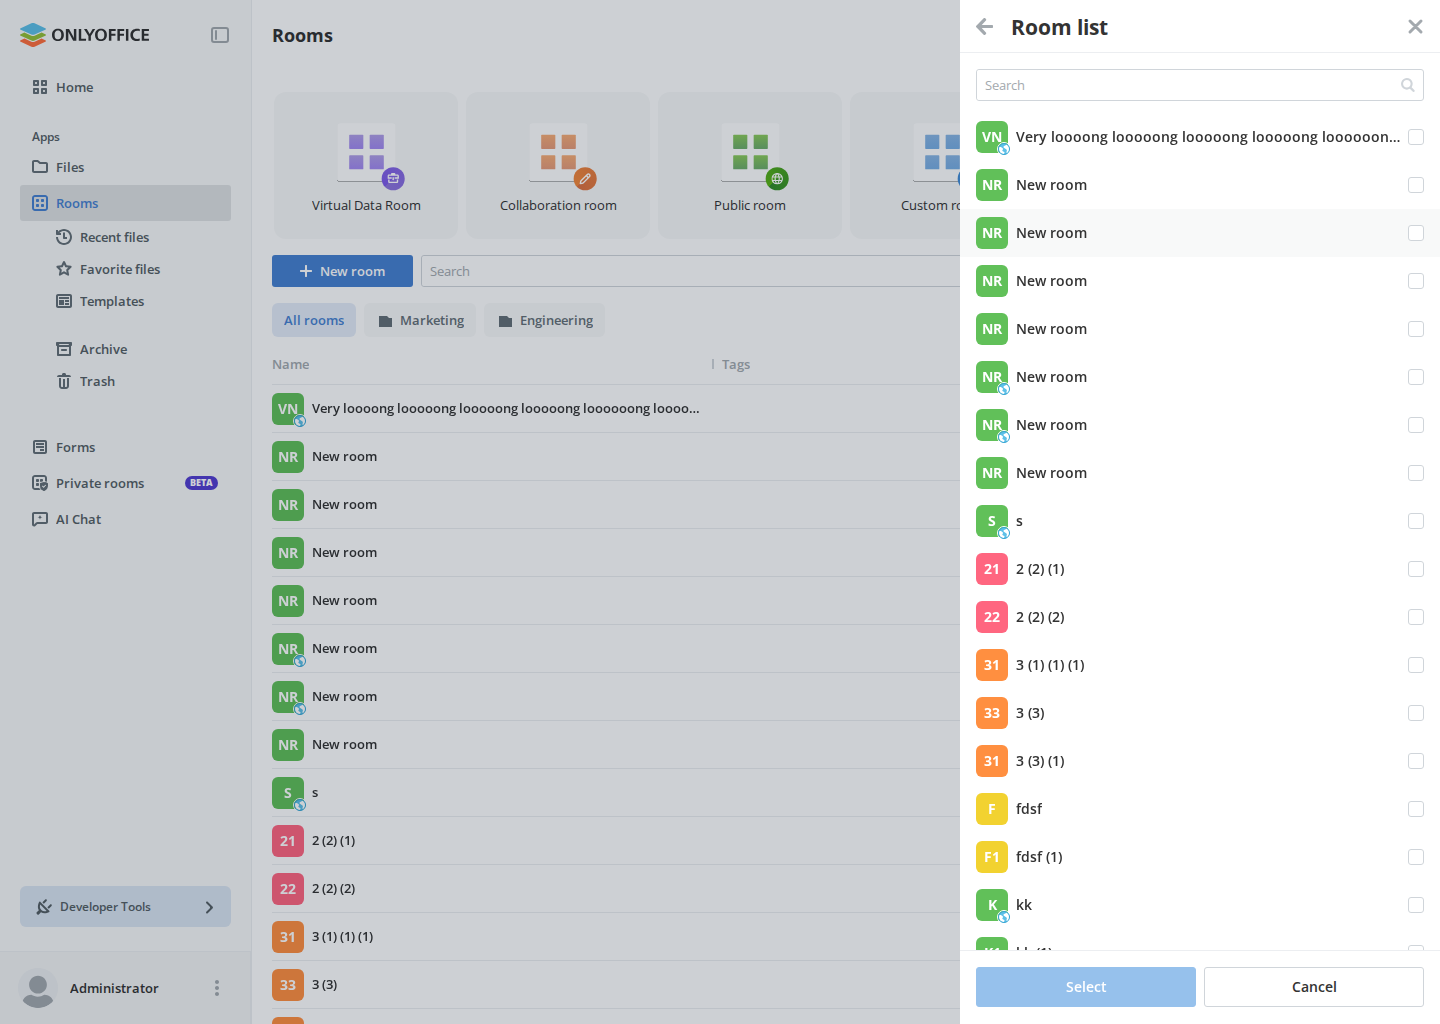 ONLYOFFICE
Home
Apps
Files
Rooms
Recent files
Favorite files
Templates
Archive
Trash
Forms
Private rooms BETA
AI Chat
Developer Tools
Administrator
Rooms
Virtual Data Room
Collaboration room
Public room
Custom ro
New room
Search
All rooms
Marketing
Engineering
Name Tags
VN Very loooong looooong looooong looooong loooooong loooo...
NR New room
NR New room
NR New room
NR New room
NR New room
NR New room
NR New room
S s
21 2 (2) (1)
22 2 (2) (2)
31 3 (1) (1) (1)
33 3 (3)
Room list
Search
VN Very loooong looooong looooong looooong loooooon...
NR New room
NR New room
NR New room
NR New room
NR New room
NR New room
NR New room
S s
21 2 (2) (1)
22 2 (2) (2)
31 3 (1) (1) (1)
33 3 (3)
31 3 (3) (1)
F fdsf
F1 fdsf (1)
K kk
Select
Cancel